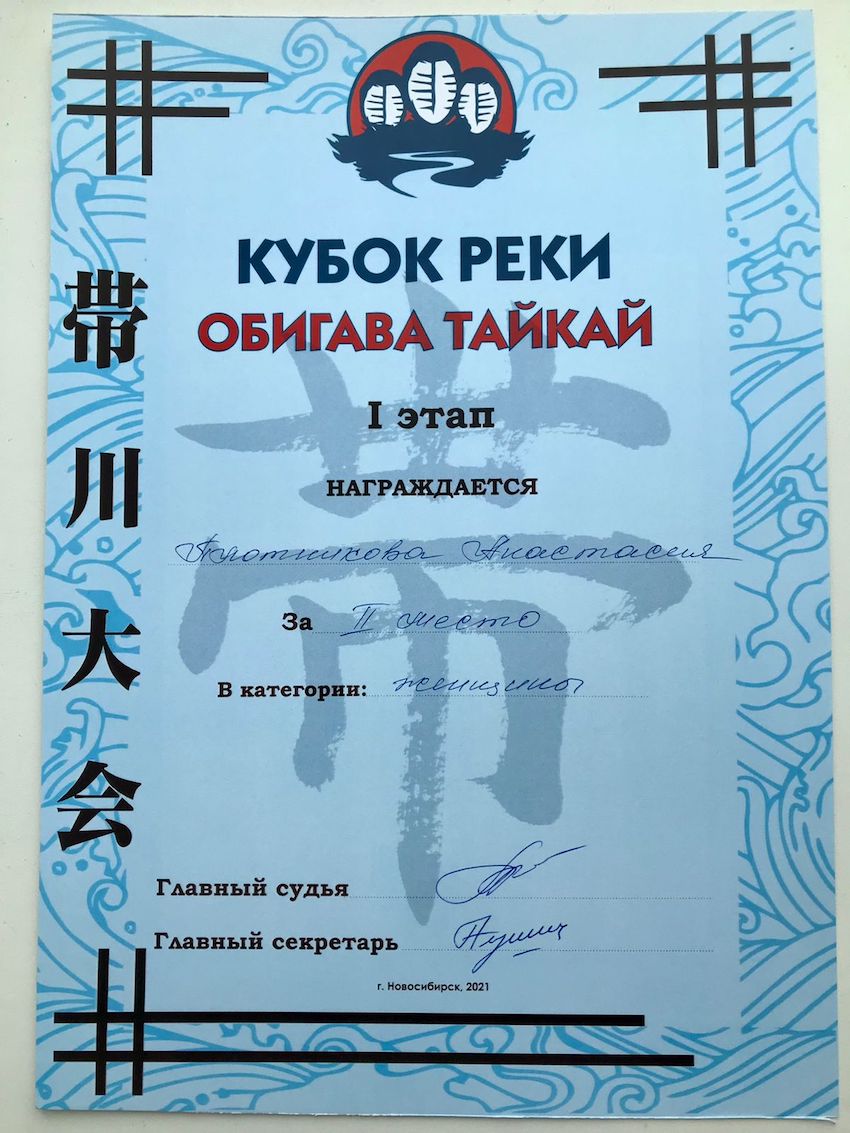 КУБОК РЕКИ
ОБИГАВА ТАЙКАЙ
I этап
НАГРАЖДАЕТСЯ
Плотникова Анастасия
За II место
В категории: женщины
Главный судья
Главный секретарь
г. Новосибирск, 2021
帯川大会
帯